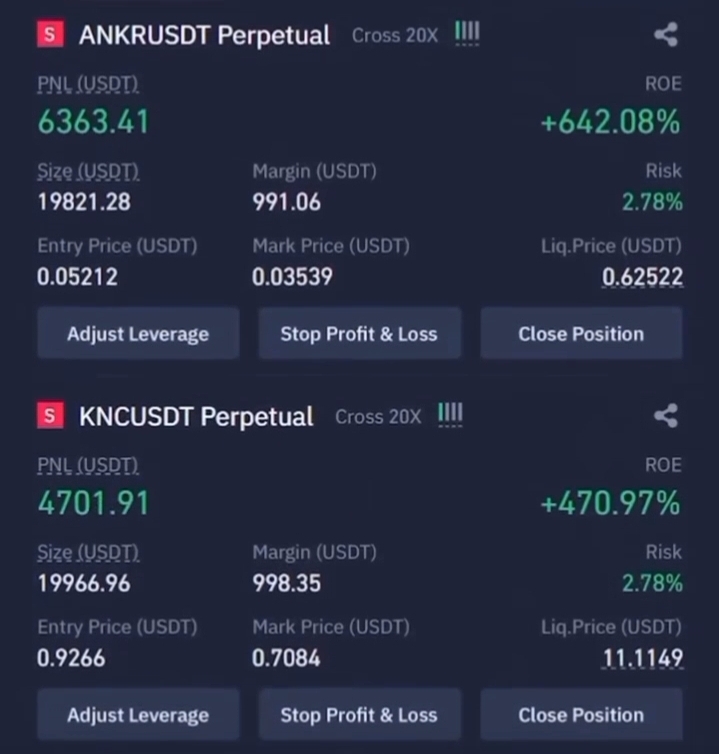 S ANKRUSDT Perpetual Cross 20X
PNL (USDT) ROE
6363.41 +642.08%
Size (USDT) Margin (USDT) Risk
19821.28 991.06 2.78%
Entry Price (USDT) Mark Price (USDT) Liq.Price (USDT)
0.05212 0.03539 0.62522
Adjust Leverage Stop Profit & Loss Close Position
S KNCUSDT Perpetual Cross 20X
PNL (USDT) ROE
4701.91 +470.97%
Size (USDT) Margin (USDT) Risk
19966.96 998.35 2.78%
Entry Price (USDT) Mark Price (USDT) Liq.Price (USDT)
0.9266 0.7084 11.1149
Adjust Leverage Stop Profit & Loss Close Position